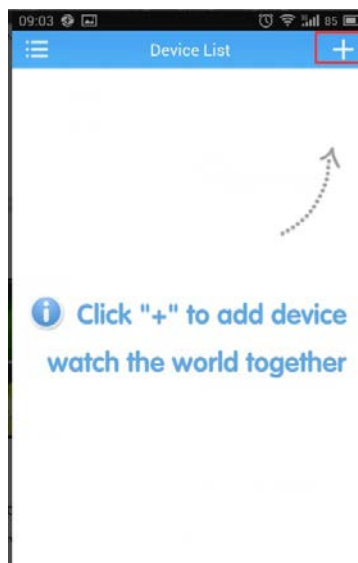 09:03 85
Device List +
i Click "+" to add device
watch the world together